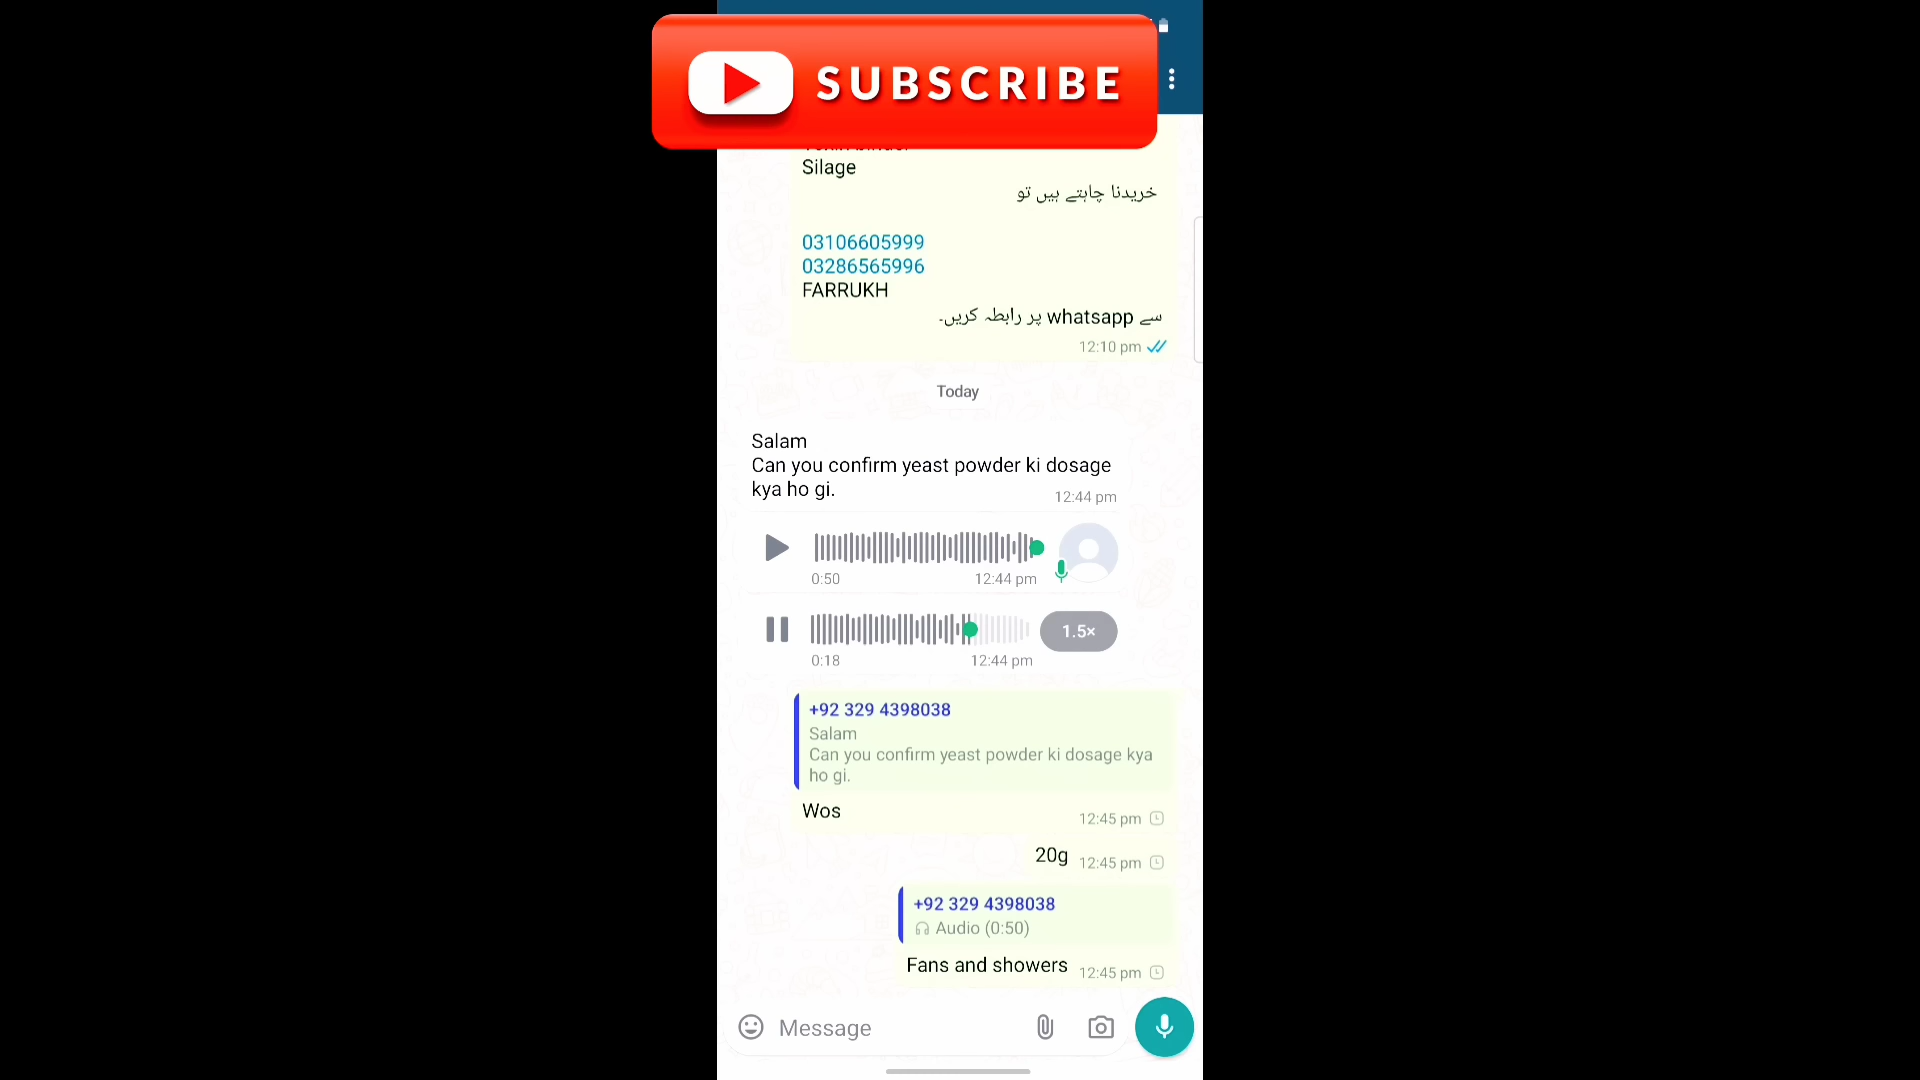 SUBSCRIBE
Silage
خریدنا چاہتے ہیں تو
03106605999
03286565996
FARRUKH
سے whatsapp پر رابطہ کریں۔
12:10 pm
Today
Salam
Can you confirm yeast powder ki dosage
kya ho gi.
12:44 pm
0:50
12:44 pm
1.5×
0:18
12:44 pm
+92 329 4398038
Salam
Can you confirm yeast powder ki dosage kya
ho gi.
Wos
12:45 pm
20g 12:45 pm
+92 329 4398038
Audio (0:50)
Fans and showers 12:45 pm
Message